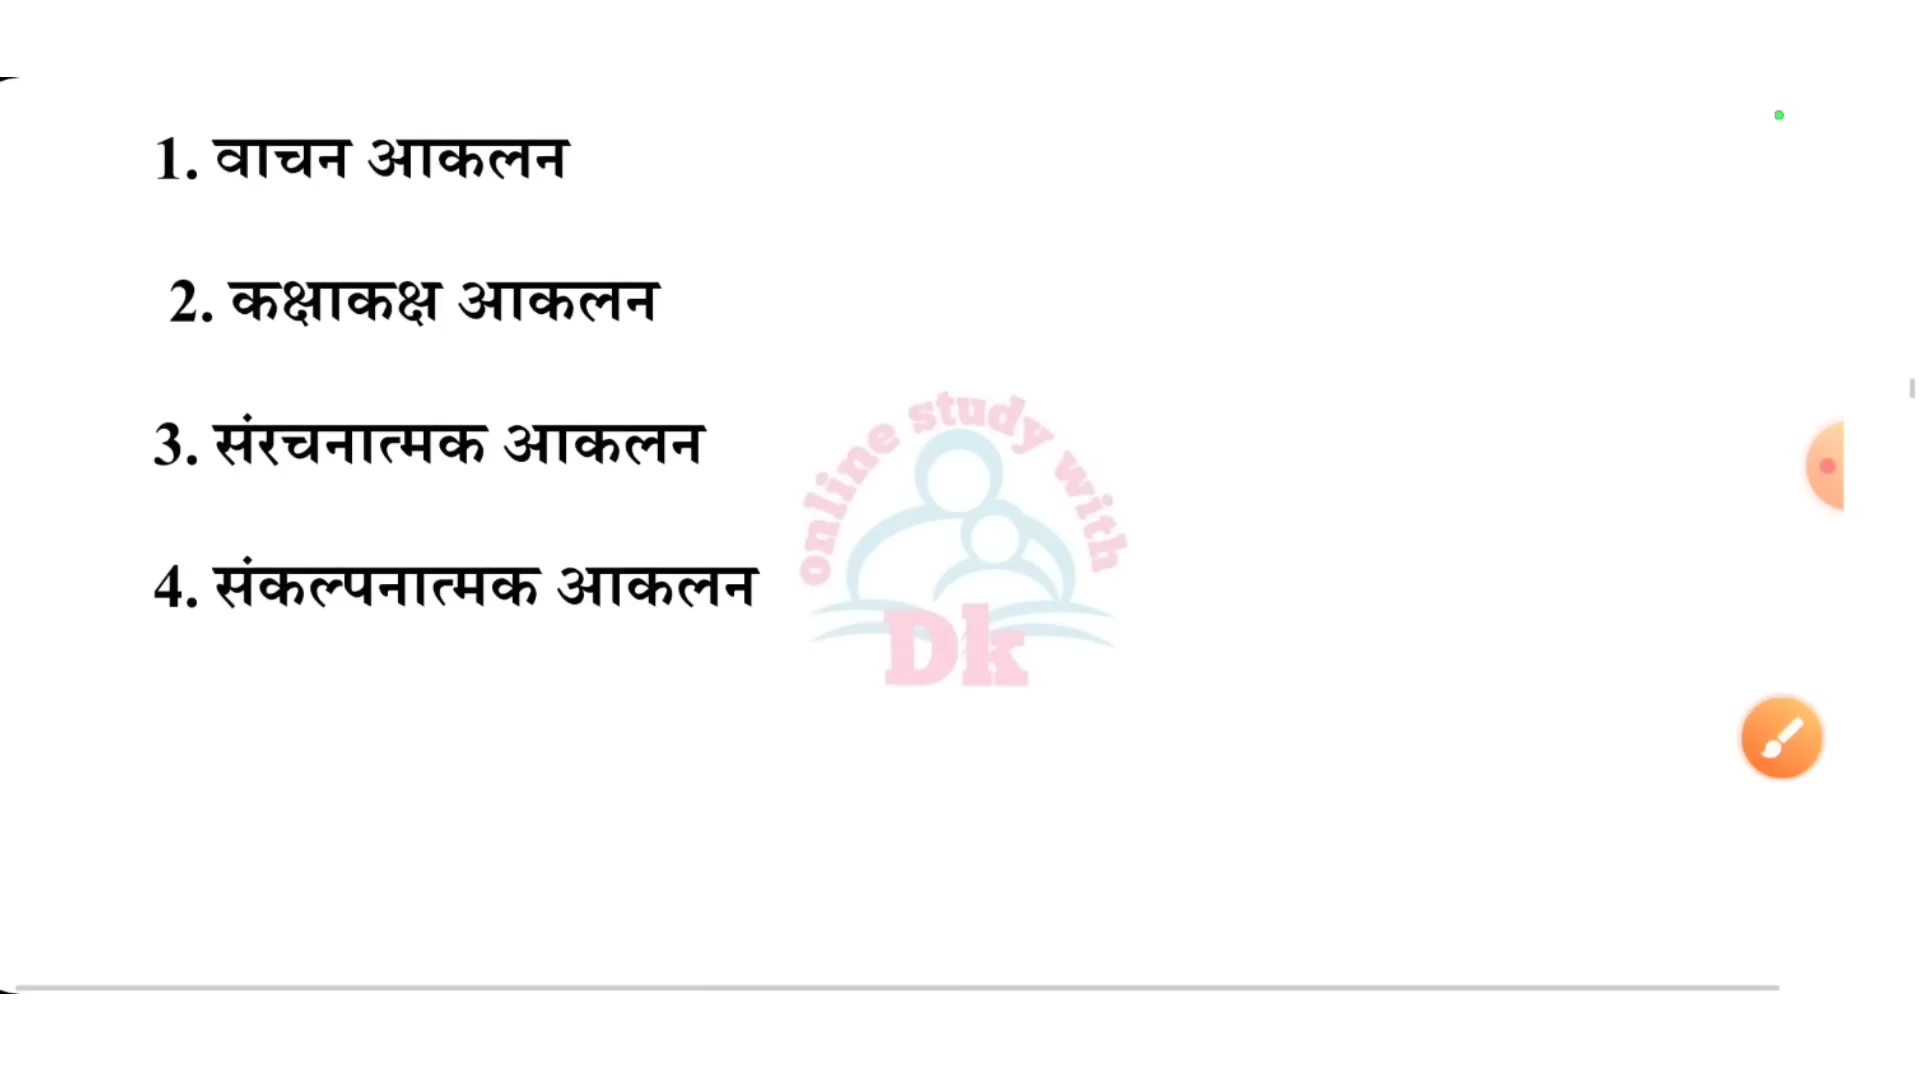 1. वाचन आकलन
2. कक्षाकक्ष आकलन
3. संरचनात्मक आकलन
4. संकल्पनात्मक आकलन
online study with
Dk